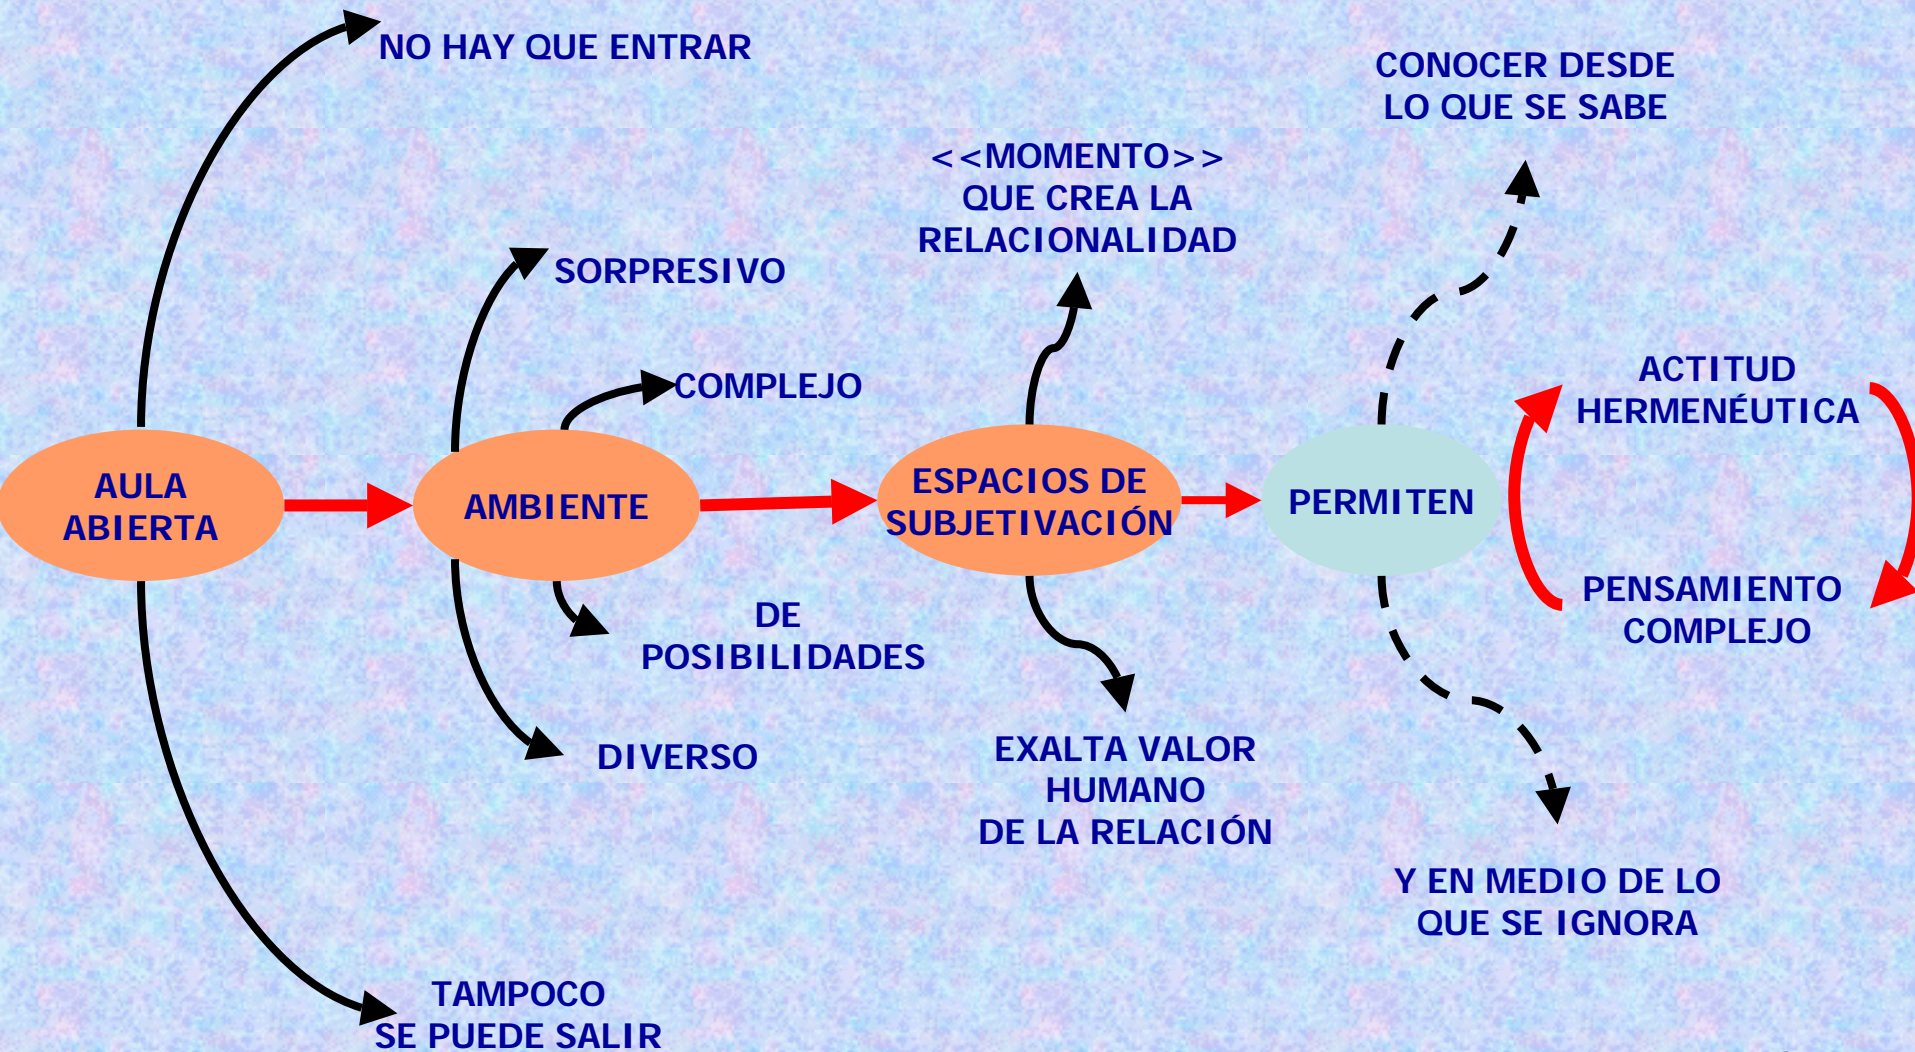 NO HAY QUE ENTRAR
CONOCER DESDE
LO QUE SE SABE
<<MOMENTO>>
QUE CREA LA
RELACIONALIDAD
SORPRESIVO
COMPLEJO
ACTITUD
HERMENÉUTICA
AULA
ABIERTA
AMBIENTE
ESPACIOS DE
SUBJETIVACIÓN
PERMITEN
DE
POSIBILIDADES
PENSAMIENTO
COMPLEJO
DIVERSO
EXALTA VALOR
HUMANO
DE LA RELACIÓN
Y EN MEDIO DE LO
QUE SE IGNORA
TAMPOCO
SE PUEDE SALIR